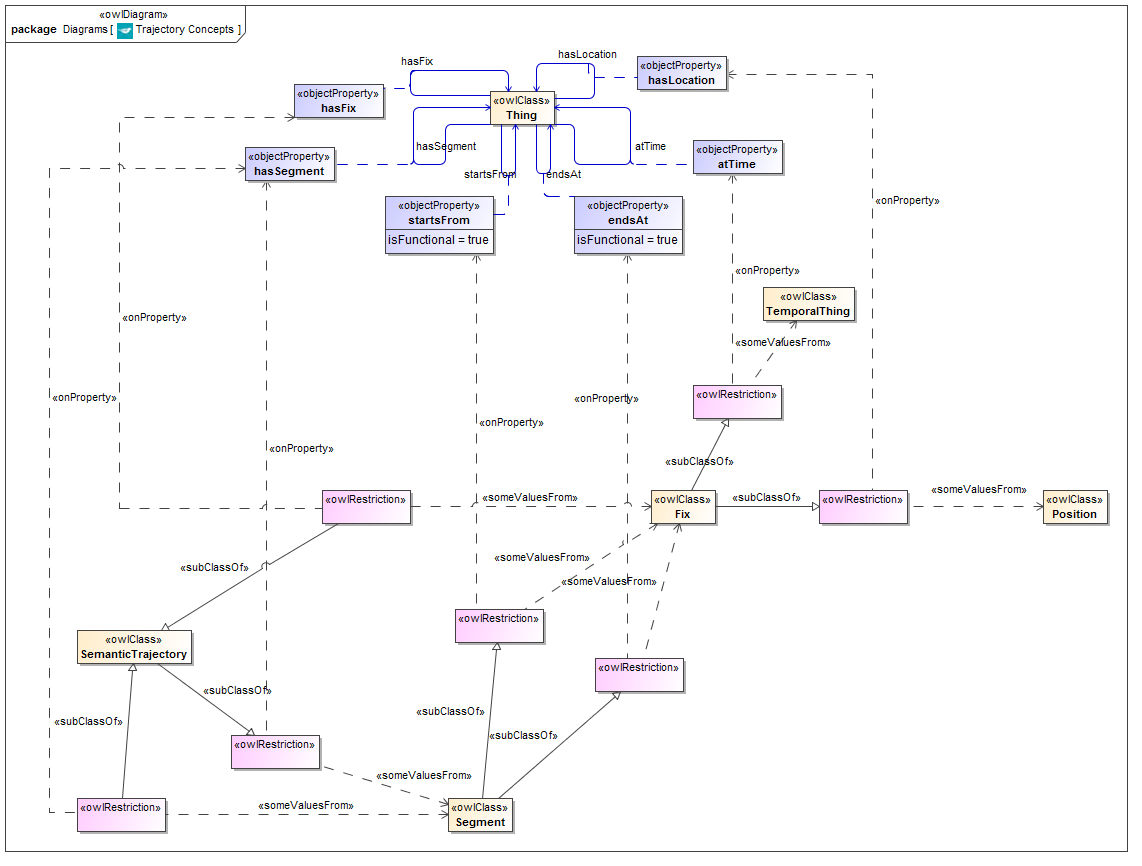 «owlDiagram»
package Diagrams [ Trajectory Concepts ]
hasFix
hasLocation
«objectProperty»
hasLocation
«objectProperty»
hasFix
«owlClass»
Thing
hasSegment
atTime
«objectProperty»
hasSegment
«objectProperty»
atTime
startsFrom
endsAt
«objectProperty»
startsFrom
isFunctional = true
«objectProperty»
endsAt
isFunctional = true
«onProperty»
«onProperty»
«owlClass»
TemporalThing
«onProperty»
«someValuesFrom»
«onProperty»
«onProperty»
«owlRestriction»
«onProperty»
«onProperty»
«subClassOf»
«owlRestriction»
«someValuesFrom»
«owlClass»
Fix
«subClassOf»
«owlRestriction»
«someValuesFrom»
«owlClass»
Position
«subClassOf»
«someValuesFrom»
«someValuesFrom»
«owlRestriction»
«owlClass»
SemanticTrajectory
«owlRestriction»
«subClassOf»
«subClassOf»
«subClassOf»
«subClassOf»
«owlRestriction»
«someValuesFrom»
«owlRestriction»
«someValuesFrom»
«owlClass»
Segment